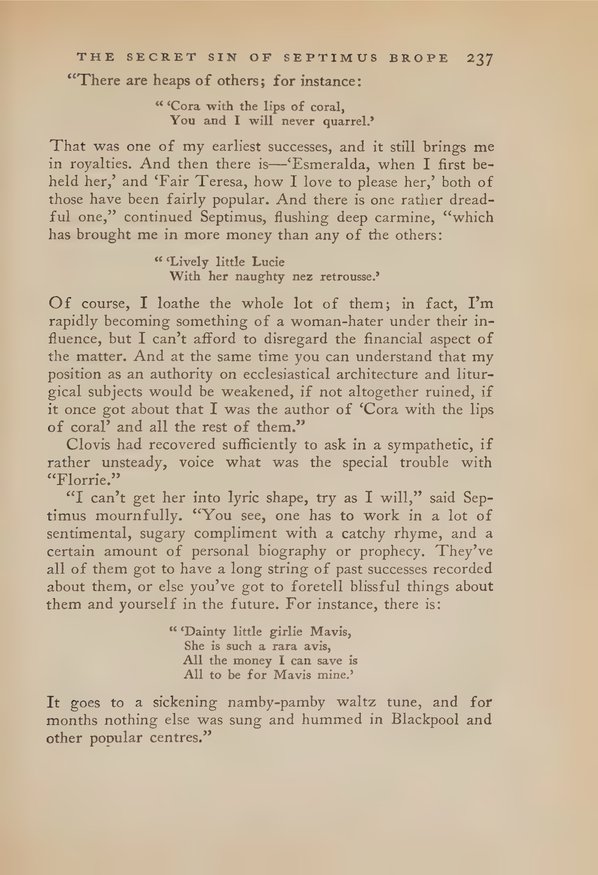 THE SECRET SIN OF SEPTIMUS BROPE 237
“There are heaps of others; for instance:
“ ‘Cora with the lips of coral,
You and I will never quarrel.’
That was one of my earliest successes, and it still brings me
in royalties. And then there is—‘Esmeralda, when I first be-
held her,’ and ‘Fair Teresa, how I love to please her,’ both of
those have been fairly popular. And there is one rather dread-
ful one,” continued Septimus, flushing deep carmine, “which
has brought me in more money than any of the others:
“ ‘Lively little Lucie
With her naughty nez retrousse.’
Of course, I loathe the whole lot of them; in fact, I’m
rapidly becoming something of a woman-hater under their in-
fluence, but I can’t afford to disregard the financial aspect of
the matter. And at the same time you can understand that my
position as an authority on ecclesiastical architecture and litur-
gical subjects would be weakened, if not altogether ruined, if
it once got about that I was the author of ‘Cora with the lips
of coral’ and all the rest of them.”
Clovis had recovered sufficiently to ask in a sympathetic, if
rather unsteady, voice what was the special trouble with
“Florrie.”
“I can’t get her into lyric shape, try as I will,” said Sep-
timus mournfully. “You see, one has to work in a lot of
sentimental, sugary compliment with a catchy rhyme, and a
certain amount of personal biography or prophecy. They’ve
all of them got to have a long string of past successes recorded
about them, or else you’ve got to foretell blissful things about
them and yourself in the future. For instance, there is:
“ ‘Dainty little girlie Mavis,
She is such a rara avis,
All the money I can save is
All to be for Mavis mine.’
It goes to a sickening namby-pamby waltz tune, and for
months nothing else was sung and hummed in Blackpool and
other popular centres.”